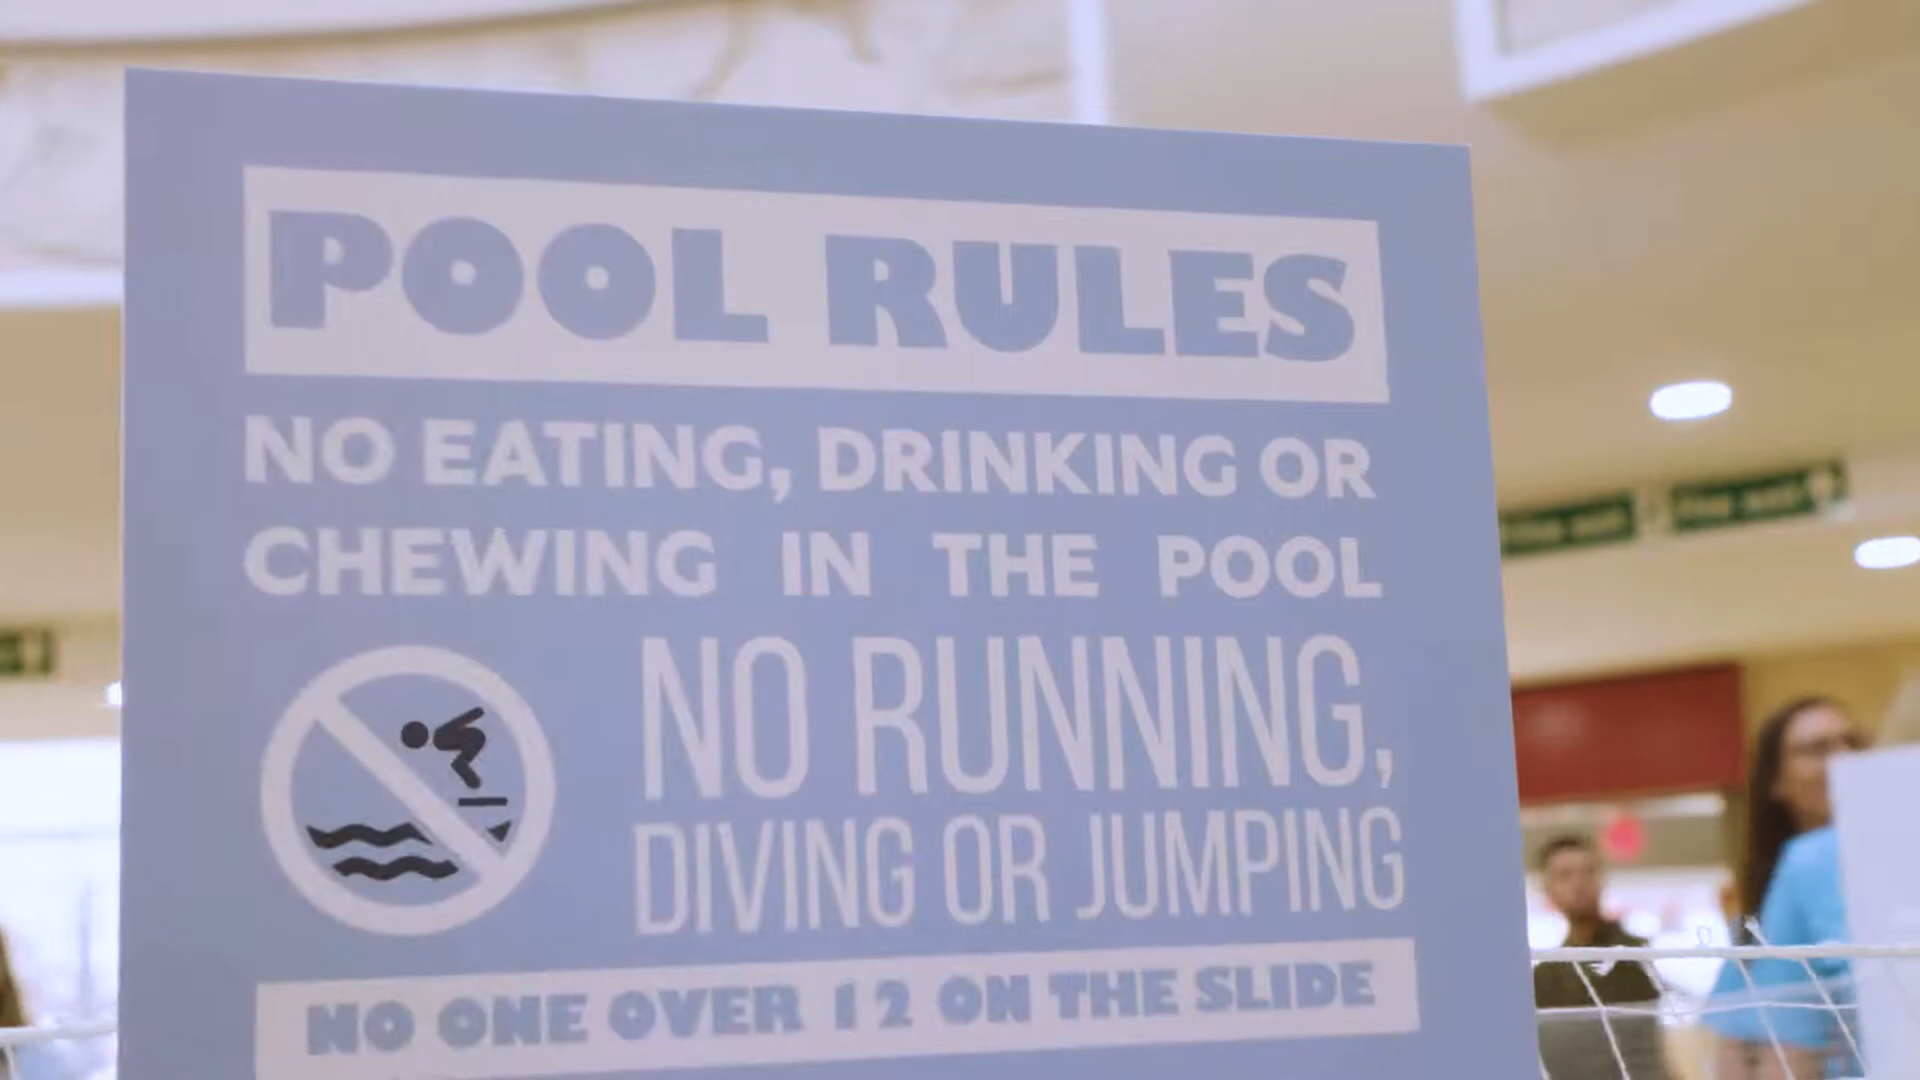 POOL RULES
NO EATING, DRINKING OR
CHEWING IN THE POOL
NO RUNNING,
DIVING OR JUMPING
NO ONE OVER 12 ON THE SLIDE